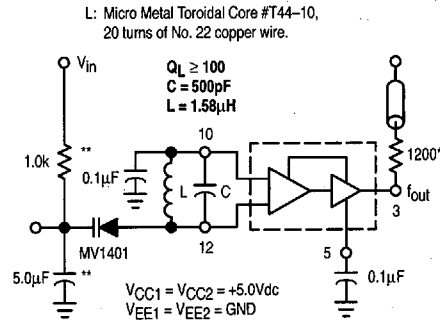 L: Micro Metal Toroidal Core #T44–10,
20 turns of No. 22 copper wire.
Vin
QL ≥ 100
C = 500pF
L = 1.58μH
**
1.0k
0.1μF
10
L
C
1200*
fout
3
MV1401
12
5
5.0μF
**
0.1μF
VCC1 = VCC2 = +5.0Vdc
VEE1 = VEE2 = GND